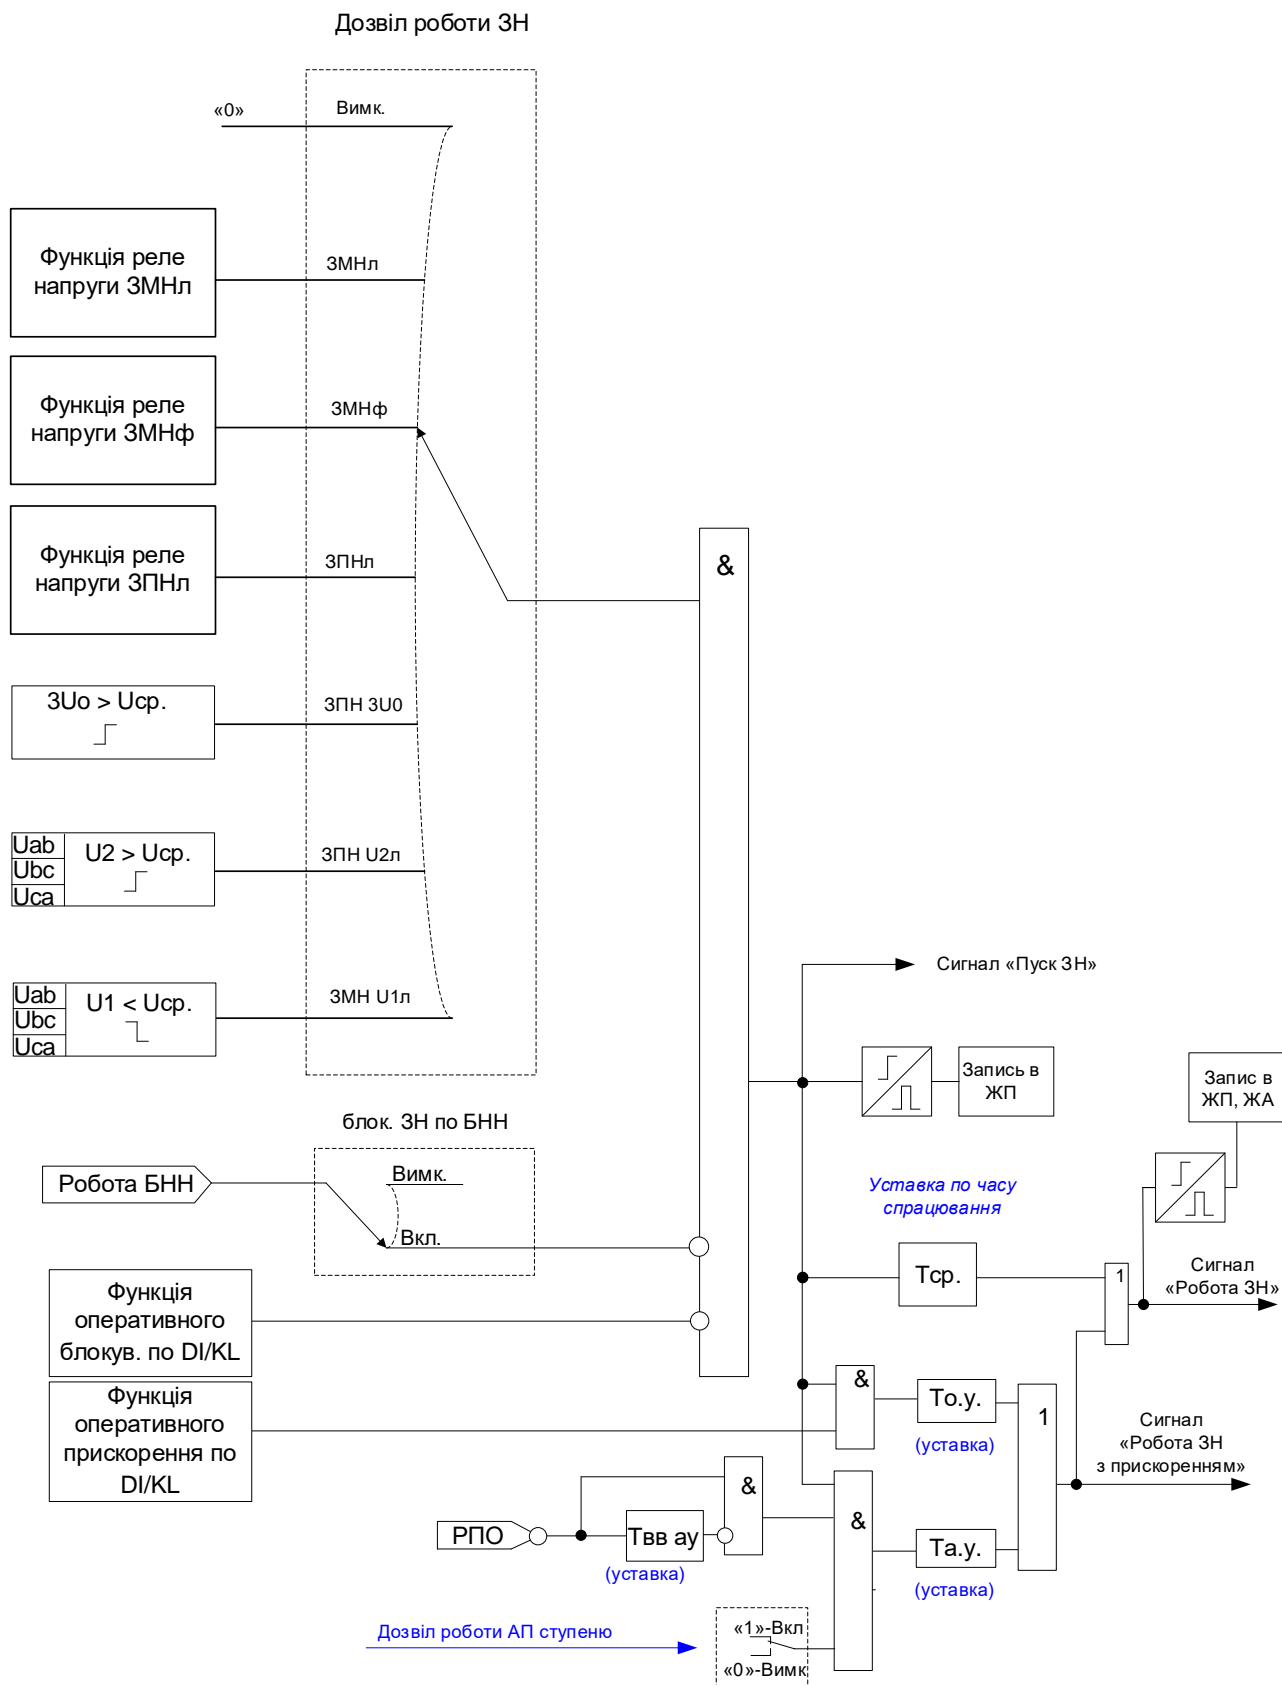 Дозвіл роботи ЗН
«0»
Вимк.
Функція реле
напруги ЗМНл
ЗМНл
Функція реле
напруги ЗМНф
ЗМНф
Функція реле
напруги ЗПНл
ЗПНл
&
3Uo > Uср.
ЗПН 3U0
Uab
Ubc
Uca
U2 > Uср.
ЗПН U2л
Uab
Ubc
Uca
U1 < Uср.
ЗМН U1л
Сигнал «Пуск ЗН»
Запись в
ЖП
Запис в
ЖП, ЖА
блок. ЗН по БНН
Робота БНН
Вимк.
Вкл.
Уставка по часу
спрацювання
Тср.
1
Сигнал
«Робота ЗН»
Функція
оперативного
блокув. по DI/KL
Функція
оперативного
прискорення по
DI/KL
&
То.у.
(уставка)
1
Сигнал
«Робота ЗН
з прискоренням»
РПО
Твв ау
(уставка)
&
&
Та.у.
(уставка)
Дозвіл роботи АП ступеню
«1»-Вкл
«0»-Вимк